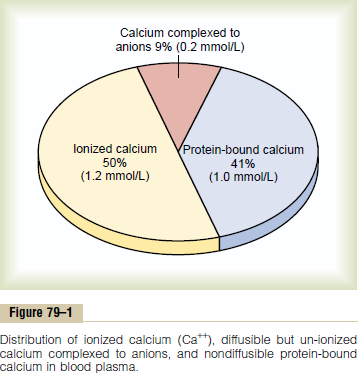 Calcium complexed to
anions 9% (0.2 mmol/L)
Ionized calcium
50%
(1.2 mmol/L)
Protein-bound calcium
41%
(1.0 mmol/L)
Figure 79–1
Distribution of ionized calcium (Ca++), diffusible but un-ionized
calcium complexed to anions, and nondiffusible protein-bound
calcium in blood plasma.